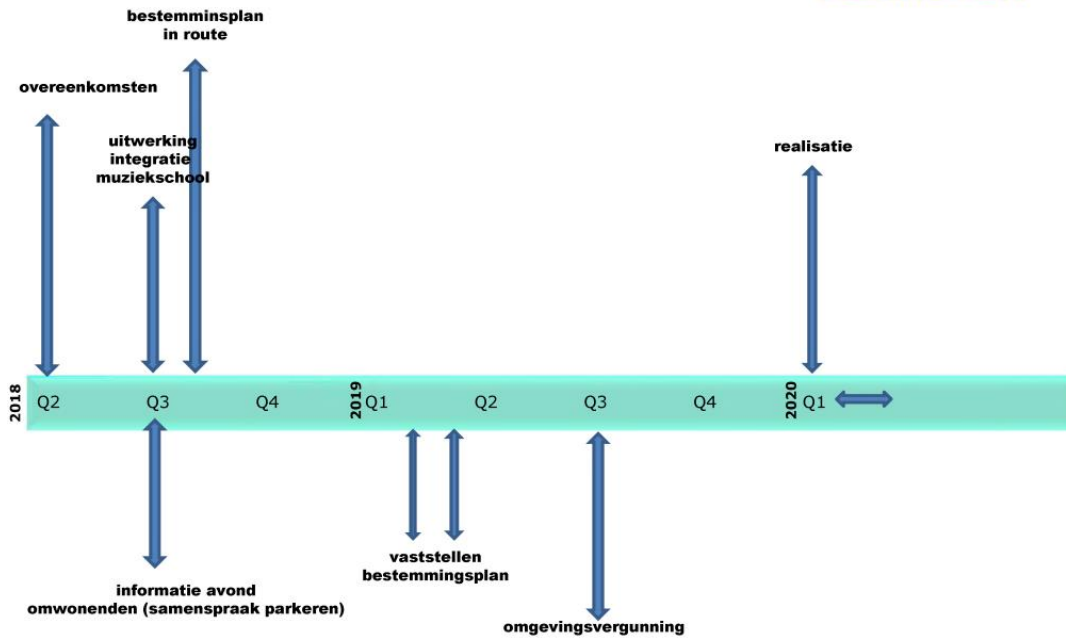 bestemminsplan
in route
overeenkomsten
uitwerking
integratie
muziekschool
realisatie
2018
Q2
Q3
Q4
2019
Q1
Q2
Q3
Q4
2020
Q1
informatie avond
omwonenden (samenspraak parkeren)
vaststellen
bestemmingsplan
omgevingsvergunning